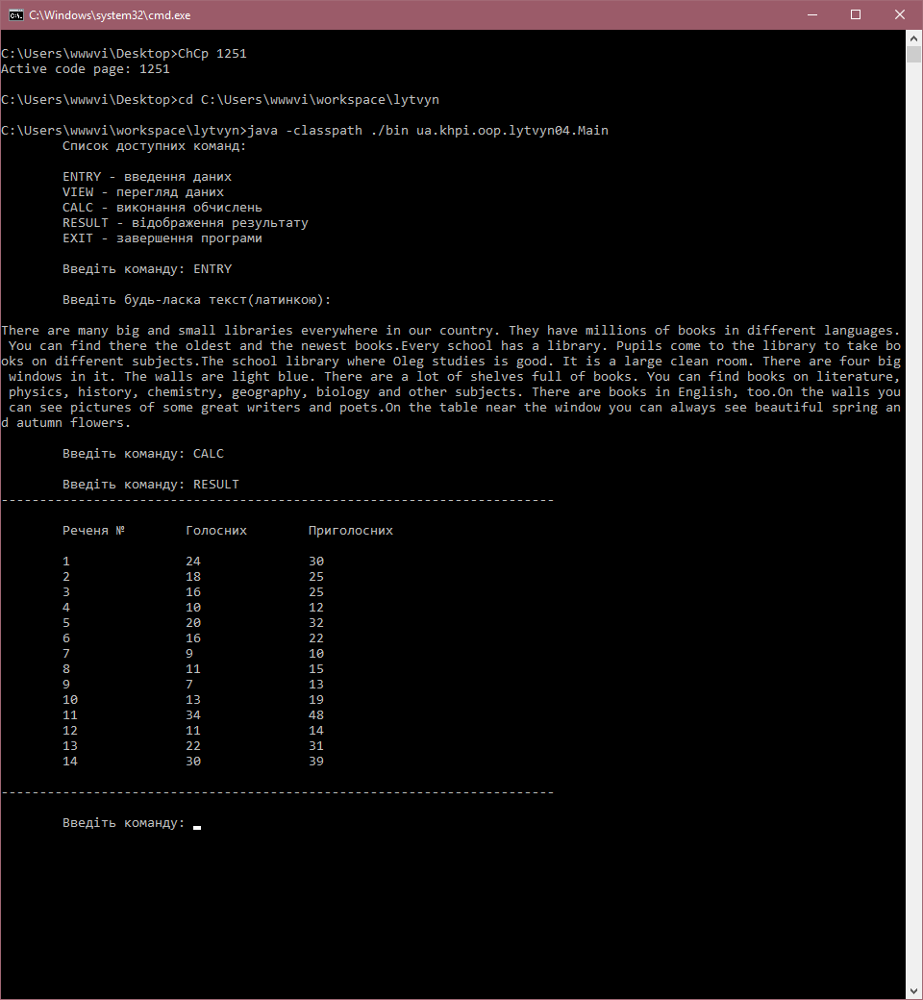 C:\Windows\system32\cmd.exe
C:\Users\wwwvi\Desktop>ChCp 1251
Active code page: 1251
C:\Users\wwwvi\Desktop>cd C:\Users\wwwvi\workspace\lytvyn
C:\Users\wwwvi\workspace\lytvyn>java -classpath ./bin ua.khpi.oop.lytvyn04.Main
Список доступних команд:
ENTRY - введення даних
VIEW - перегляд даних
CALC - виконання обчислень
RESULT - відображення результату
EXIT - завершення програми
Введіть команду: ENTRY
Введіть будь-ласка текст(латинкою):
There are many big and small libraries everywhere in our country. They have millions of books in different languages.
You can find there the oldest and the newest books.Every school has a library. Pupils come to the library to take bo
oks on different subjects.The school library where Oleg studies is good. It is a large clean room. There are four big
windows in it. The walls are light blue. There are a lot of shelves full of books. You can find books on literature,
physics, history, chemistry, geography, biology and other subjects. There are books in English, too.On the walls you
can see pictures of some great writers and poets.On the table near the window you can always see beautiful spring an
d autumn flowers.
Введіть команду: CALC
Введіть команду: RESULT
------------------------------------------------------------------------
Реченя № Голосних Приголосних
1 24 30
2 18 25
3 16 25
4 10 12
5 20 32
6 16 22
7 9 10
8 11 15
9 7 13
10 13 19
11 34 48
12 11 14
13 22 31
14 30 39
------------------------------------------------------------------------
Введіть команду: